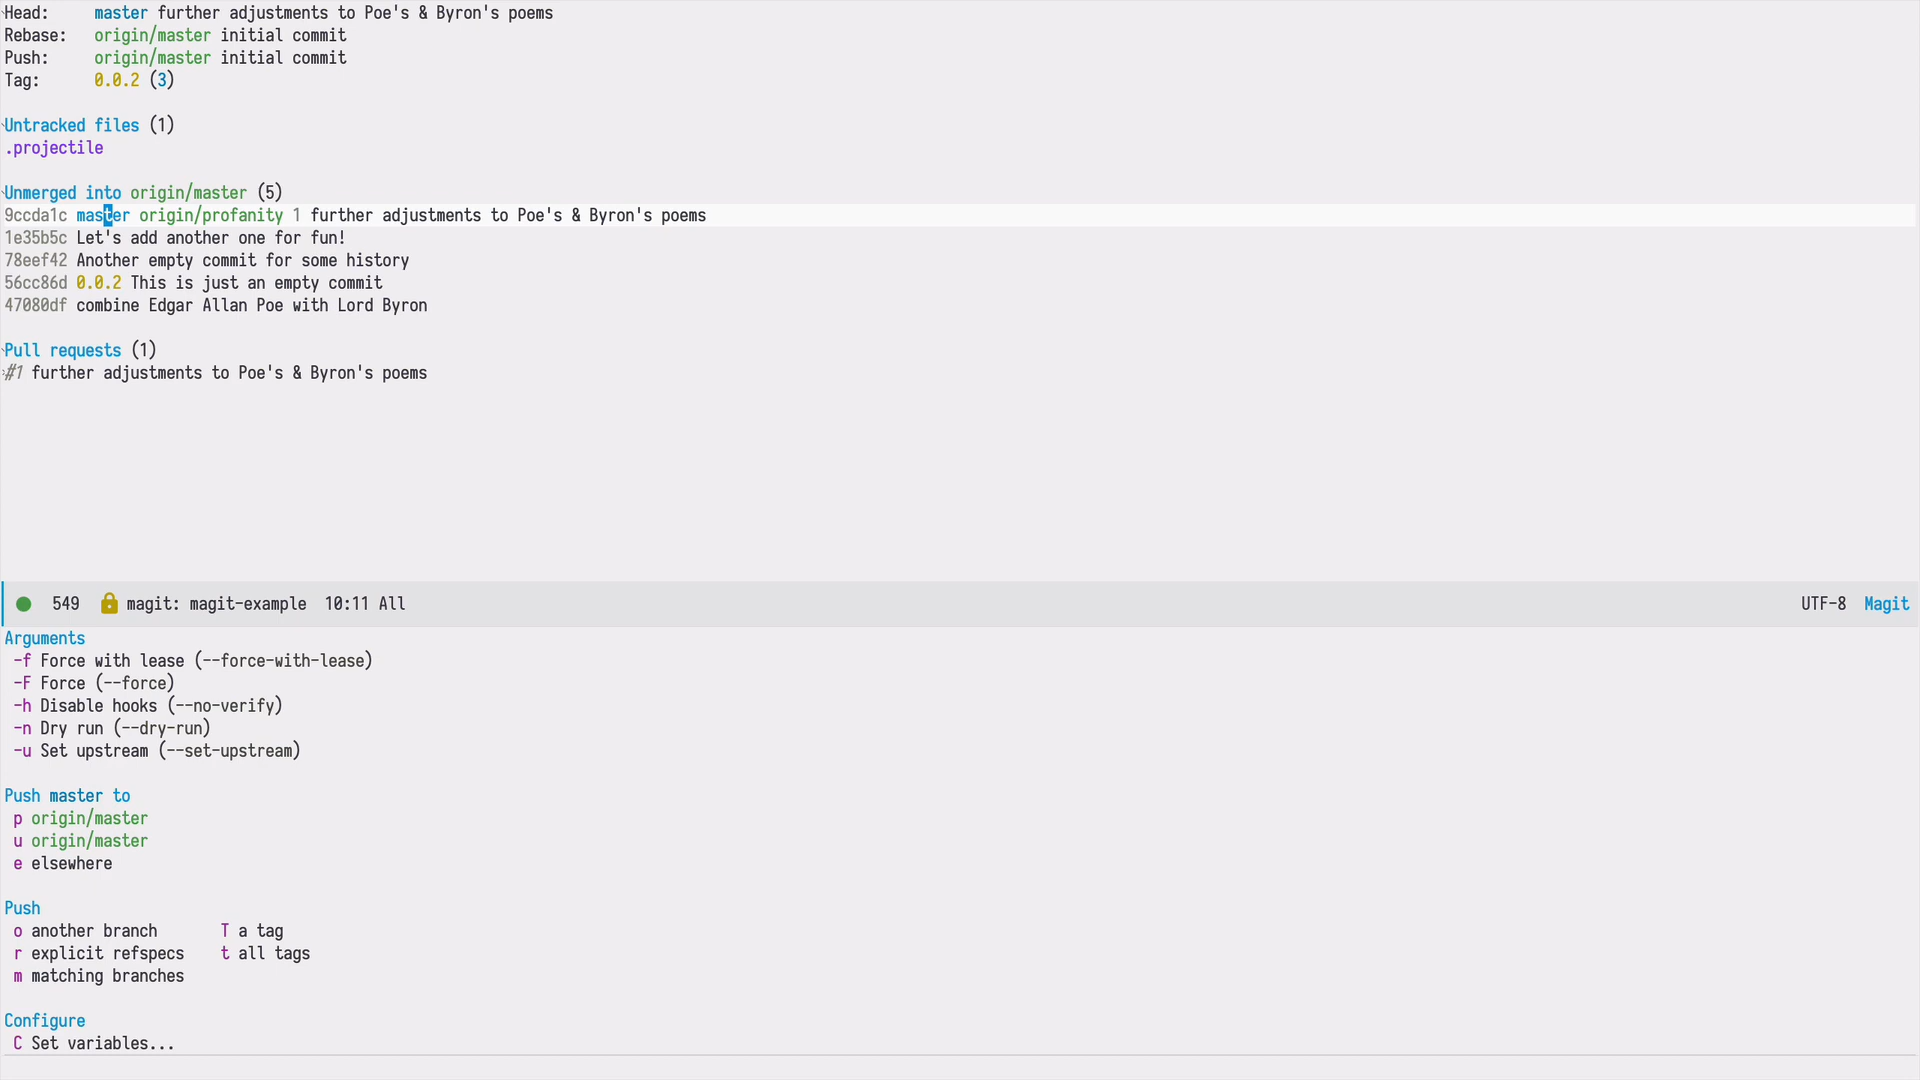 Head:     master further adjustments to Poe's & Byron's poems
Rebase:   origin/master initial commit
Push:     origin/master initial commit
Tag:      0.0.2 (3)
Untracked files (1)
.projectile
Unmerged into origin/master (5)
9ccda1c master origin/profanity 1 further adjustments to Poe's & Byron's poems
1e35b5c Let's add another one for fun!
78eef42 Another empty commit for some history
56cc86d 0.0.2 This is just an empty commit
47080df combine Edgar Allan Poe with Lord Byron
Pull requests (1)
#1 further adjustments to Poe's & Byron's poems
549 magit: magit-example 10:11 All UTF-8 Magit
Arguments
-f Force with lease (--force-with-lease)
-F Force (--force)
-h Disable hooks (--no-verify)
-n Dry run (--dry-run)
-u Set upstream (--set-upstream)
Push master to
p origin/master
u origin/master
e elsewhere
Push
o another branch T a tag
r explicit refspecs t all tags
m matching branches
Configure
C Set variables...